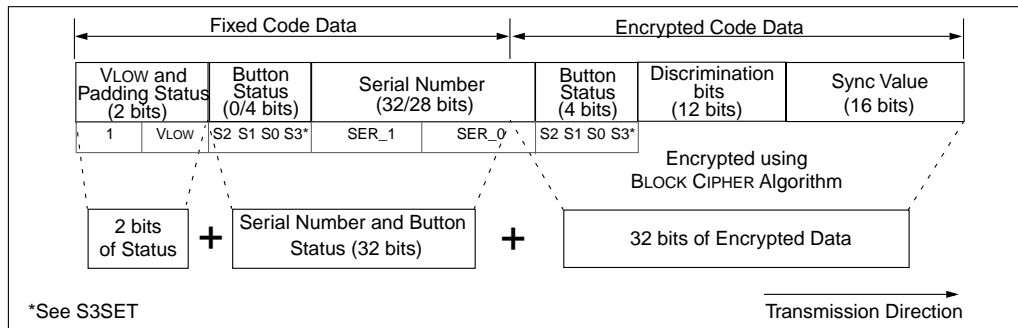 Fixed Code Data
Encrypted Code Data
VLOW and
Padding Status
(2 bits)
Button
Status
(0/4 bits)
Serial Number
(32/28 bits)
Button
Status
(4 bits)
Discrimination
bits
(12 bits)
Sync Value
(16 bits)
1
VLOW
S2 S1 S0 S3*
SER_1
SER_0
S2 S1 S0 S3*
Encrypted using
BLOCK CIPHER Algorithm
2 bits
of Status
+
Serial Number and Button
Status (32 bits)
+
32 bits of Encrypted Data
*See S3SET
Transmission Direction